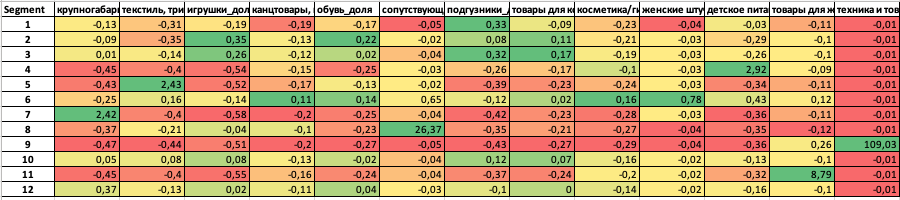 Segment крупногабар текстиль, три игрушки_дол канцтовары, обувь_доля сопутствующ подгузники_д товары для ко косметика/ги женские шту детское пита товары для ж техника и тов
1 -0,13 -0,31 -0,19 -0,19 -0,17 -0,05 0,33 -0,09 -0,23 -0,04 -0,03 -0,11 -0,01
2 -0,09 -0,35 0,35 -0,13 0,22 -0,02 0,08 0,11 -0,21 -0,03 -0,29 -0,1 -0,01
3 0,01 -0,14 0,26 -0,12 0,02 -0,04 0,32 0,17 -0,19 -0,03 -0,26 -0,1 -0,01
4 -0,45 -0,4 -0,54 -0,15 -0,25 -0,03 -0,26 -0,17 -0,1 -0,03 2,92 -0,09 -0,01
5 -0,43 2,43 -0,52 -0,17 -0,13 -0,02 -0,39 -0,23 -0,24 -0,03 -0,34 -0,11 -0,01
6 -0,25 0,16 -0,14 0,11 0,14 0,65 -0,12 0,02 0,16 0,78 0,43 0,12 -0,01
7 2,42 -0,4 -0,58 -0,2 -0,25 -0,04 -0,42 -0,23 -0,28 -0,03 -0,36 -0,11 -0,01
8 -0,37 -0,21 -0,04 -0,1 -0,23 26,37 -0,35 -0,21 -0,27 -0,04 -0,35 -0,12 -0,01
9 -0,47 -0,44 -0,51 -0,2 -0,27 -0,05 -0,43 -0,27 -0,29 -0,04 -0,36 0,26 109,03
10 0,05 0,08 0,08 -0,13 -0,02 -0,04 0,12 0,07 -0,16 -0,02 -0,13 -0,1 -0,01
11 -0,45 -0,4 -0,55 -0,16 -0,24 -0,04 -0,37 -0,24 -0,2 -0,02 -0,32 8,79 -0,01
12 0,37 -0,13 0,02 -0,11 0,04 -0,03 -0,1 0 -0,14 -0,02 -0,16 -0,1 -0,01